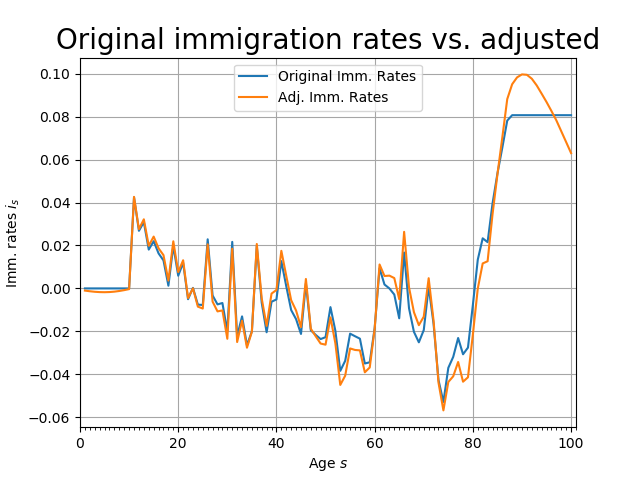 Original immigration rates vs. adjusted
Original Imm. Rates
Adj. Imm. Rates
0.10
0.08
0.06
0.04
0.02
0.00
−0.02
−0.04
−0.06
Imm. rates i_s
0 20 40 60 80 100
Age s